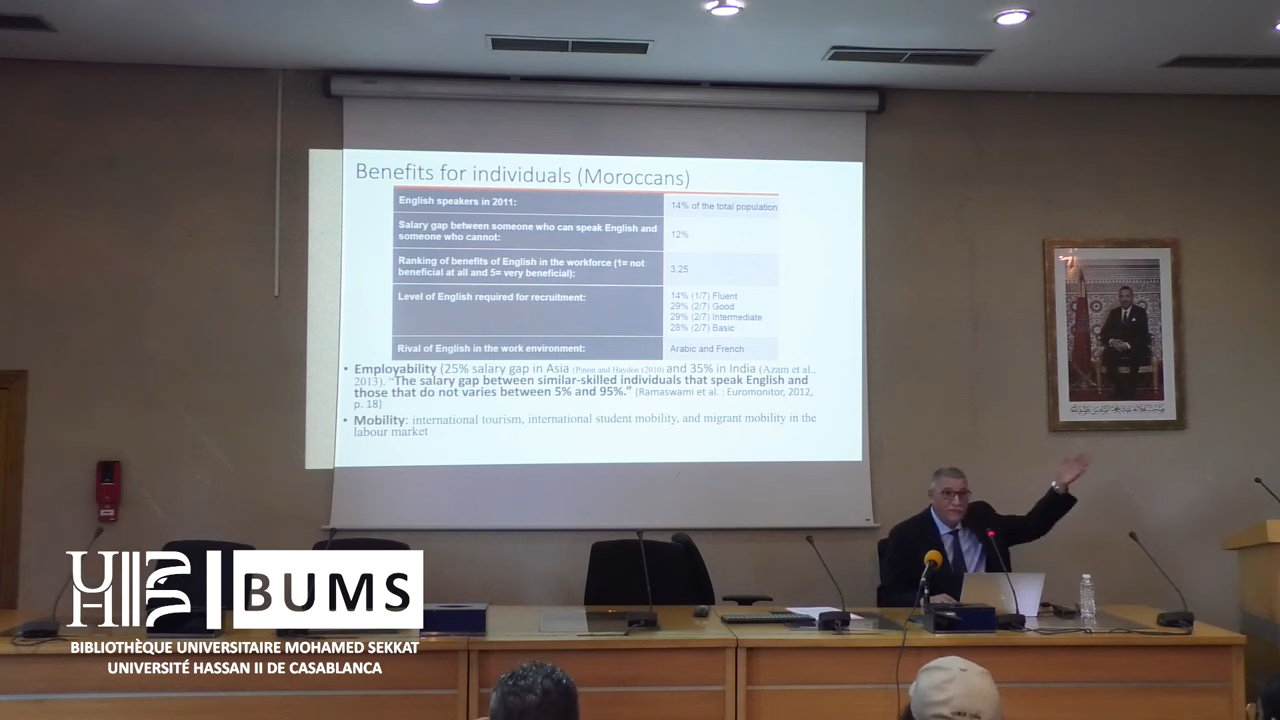 Benefits for individuals (Moroccans)
English speakers in 2011:
14% of the total population
Salary gap between someone who can speak English and
someone who cannot:
12%
Ranking of benefits of English in the workforce (1= not
beneficial at all and 5= very beneficial):
3.25
Level of English required for recruitment:
14% (1/7) Fluent
29% (2/7) Good
29% (2/7) Intermediate
28% (2/7) Basic
Rival of English in the work environment:
Arabic and French
• Employability (25% salary gap in Asia (Pinon and Haydon (2010) and 35% in India (Azam et al.,
2013). “The salary gap between similar-skilled individuals that speak English and
those that do not varies between 5% and 95%.” (Ramaswami et al. : Euromonitor, 2012,
p. 18)
• Mobility: international tourism, international student mobility, and migrant mobility in the
labour market
BUMS
BIBLIOTHÈQUE UNIVERSITAIRE MOHAMED SEKKAT
UNIVERSITÉ HASSAN II DE CASABLANCA